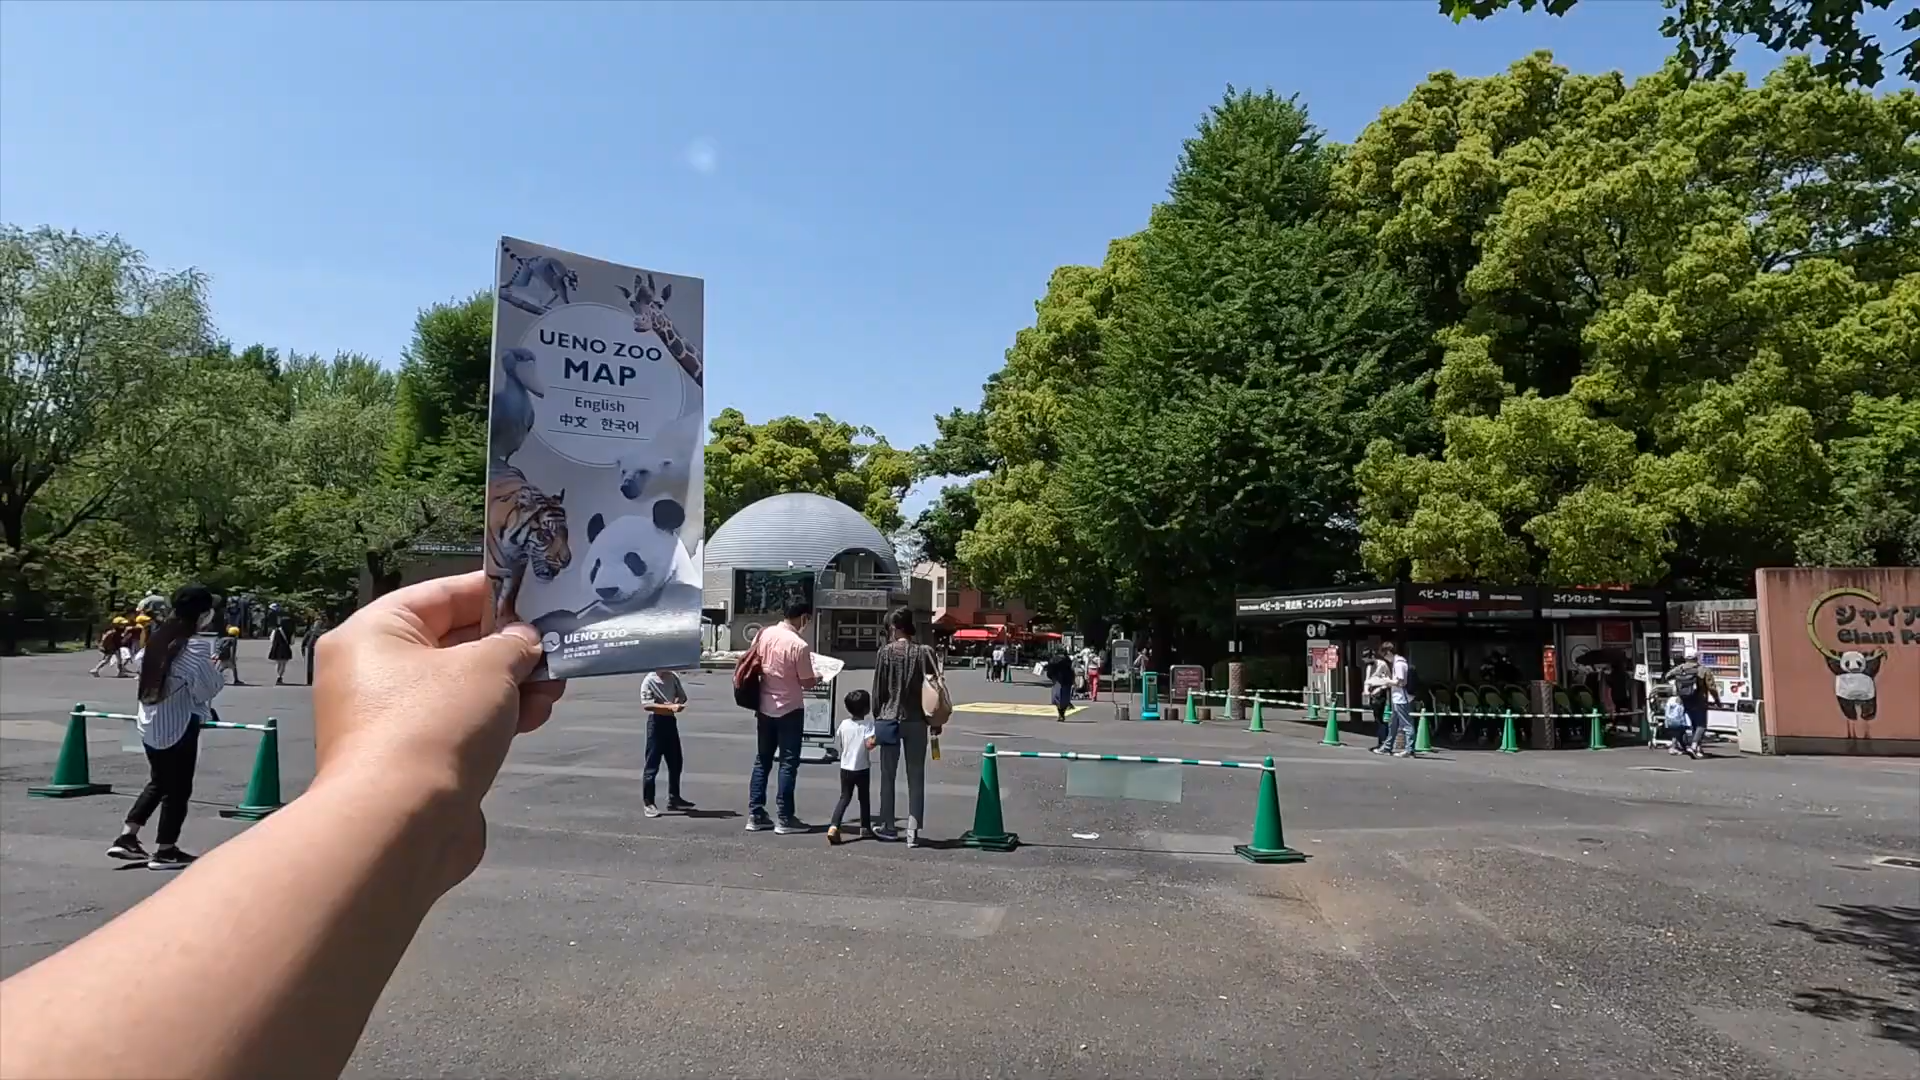 UENO ZOO
MAP
English
中文 한국어
UENO ZOO
ベビーカー貸出所・コインロッカー
ベビーカー貸出所
コインロッカー
ジャイア
Giant Pa